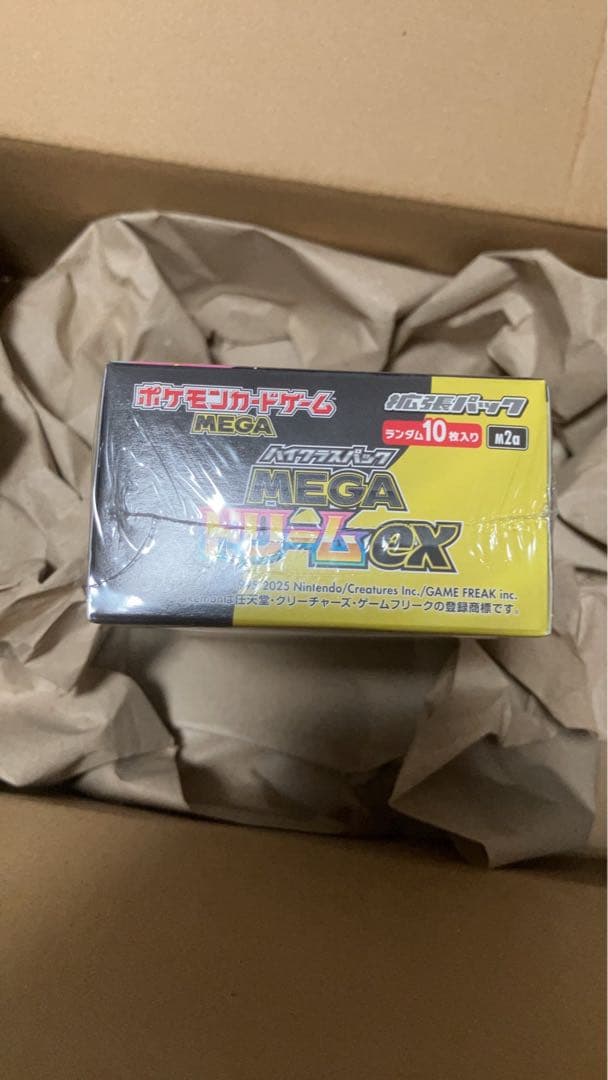 ポケモンカードゲーム
MEGA
拡張パック
ランダム10枚入り m2a
ハイクラスパック
MEGA
ドリームex
2025 Nintendo/Creatures Inc./GAME FREAK inc.
は任天堂・クリーチャーズ・ゲームフリークの登録商標です。